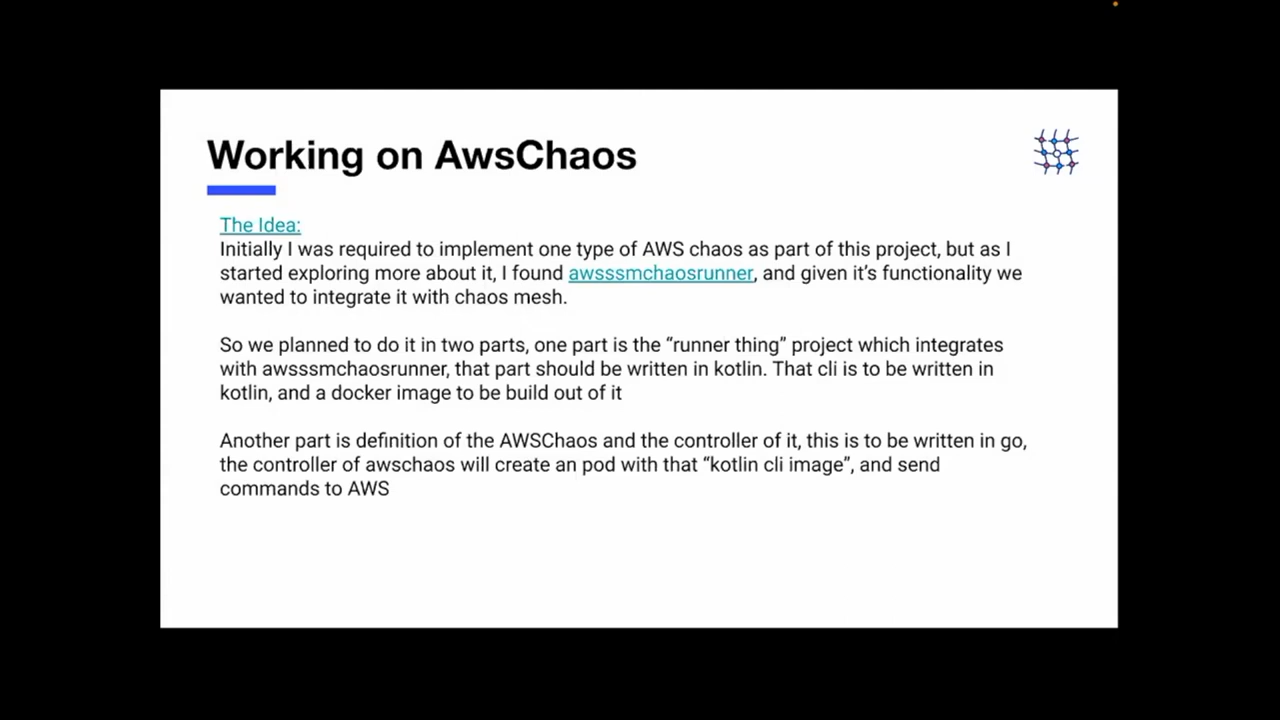 Working on AwsChaos
The Idea:
Initially I was required to implement one type of AWS chaos as part of this project, but as I
started exploring more about it, I found awsssmchaosrunner, and given it’s functionality we
wanted to integrate it with chaos mesh.
So we planned to do it in two parts, one part is the “runner thing” project which integrates
with awsssmchaosrunner, that part should be written in kotlin. That cli is to be written in
kotlin, and a docker image to be build out of it
Another part is definition of the AWSChaos and the controller of it, this is to be written in go,
the controller of awschaos will create an pod with that “kotlin cli image”, and send
commands to AWS